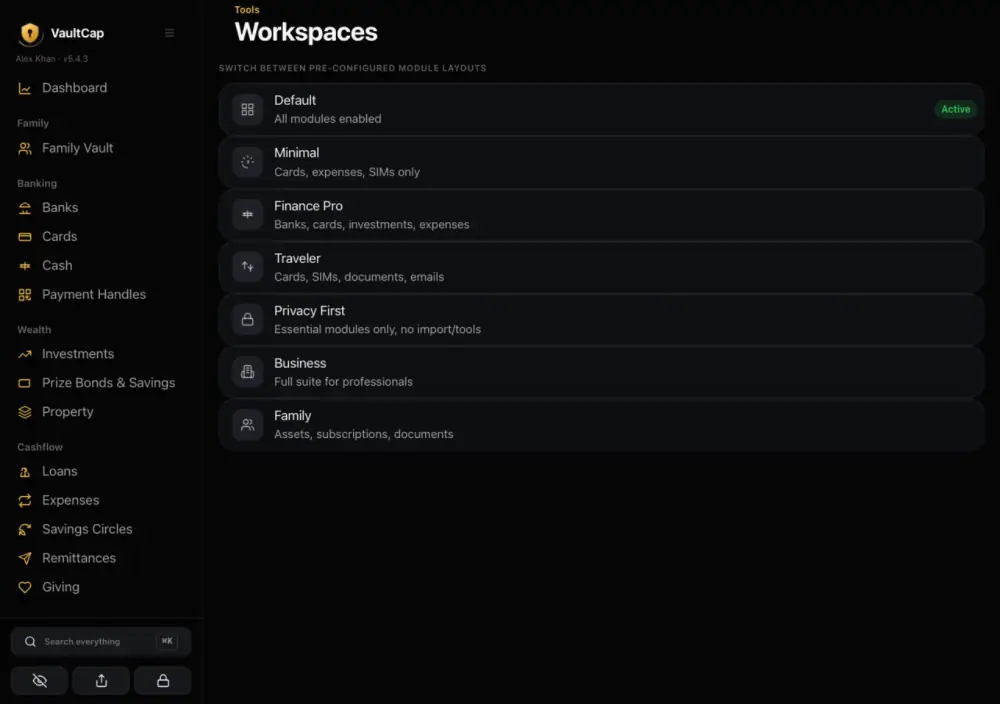 VaultCap
Alex Khan · v5.4.3
Dashboard
Family
Family Vault
Banking
Banks
Cards
Cash
Payment Handles
Wealth
Investments
Prize Bonds & Savings
Property
Cashflow
Loans
Expenses
Savings Circles
Remittances
Giving
Search everything
⌘K
Tools
Workspaces
SWITCH BETWEEN PRE-CONFIGURED MODULE LAYOUTS
Default
All modules enabled
Active
Minimal
Cards, expenses, SIMs only
Finance Pro
Banks, cards, investments, expenses
Traveler
Cards, SIMs, documents, emails
Privacy First
Essential modules only, no import/tools
Business
Full suite for professionals
Family
Assets, subscriptions, documents